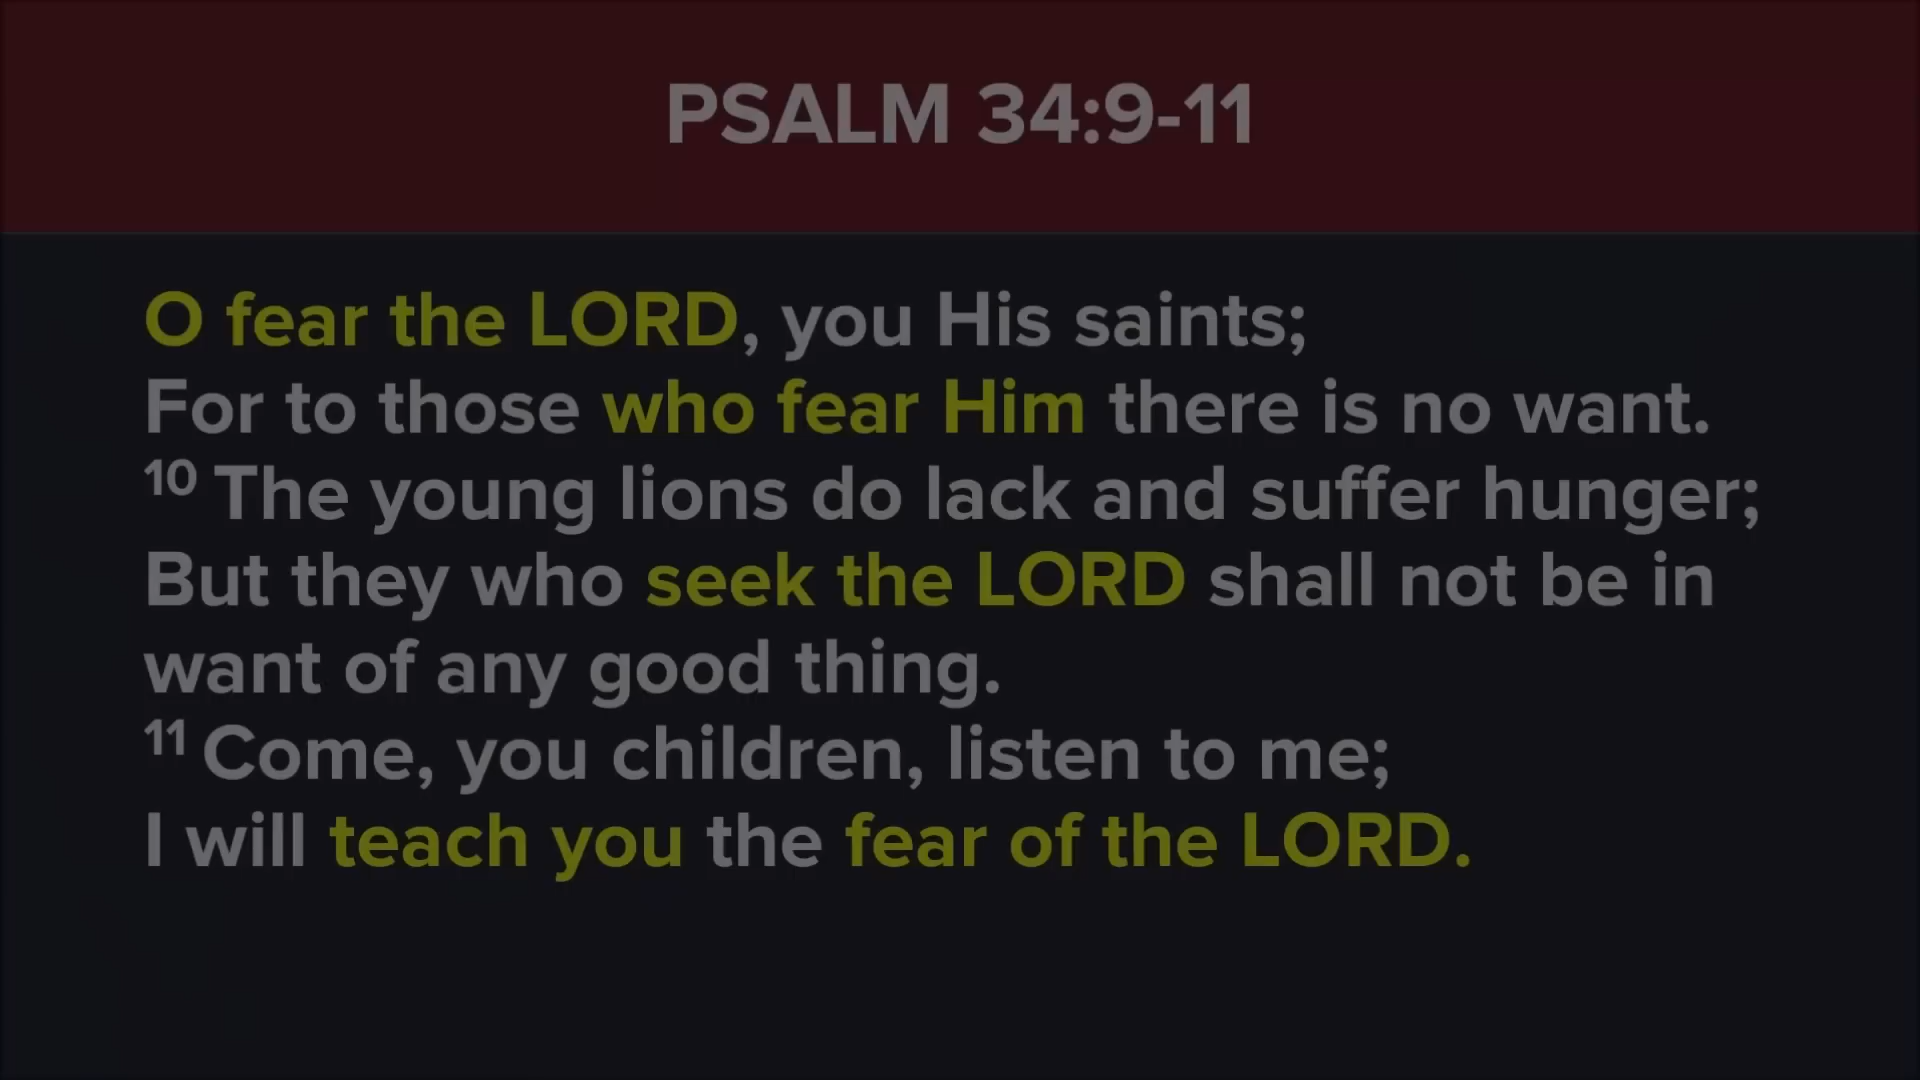 PSALM 34:9-11
O fear the LORD, you His saints;
For to those who fear Him there is no want.
10 The young lions do lack and suffer hunger;
But they who seek the LORD shall not be in
want of any good thing.
11 Come, you children, listen to me;
I will teach you the fear of the LORD.